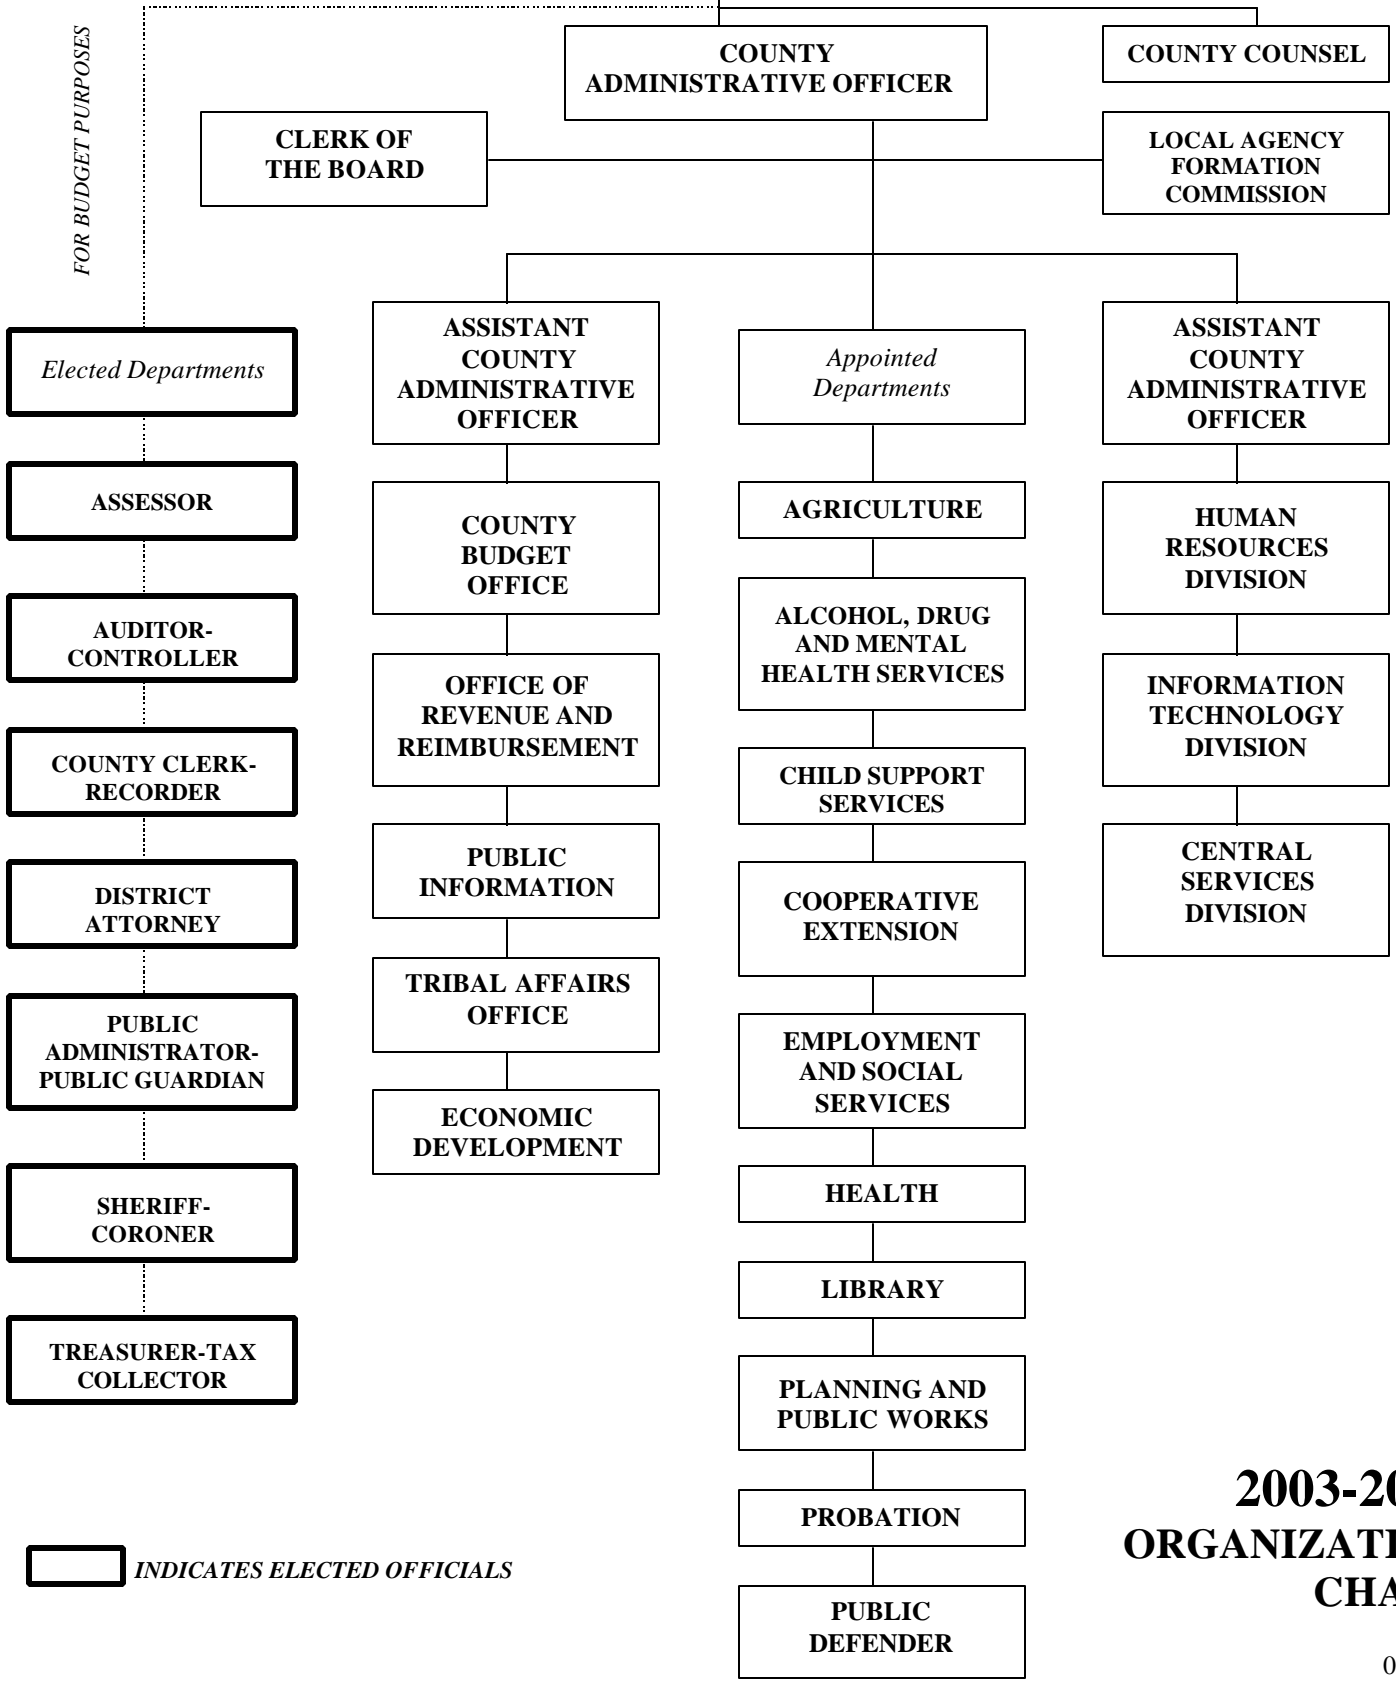 FOR BUDGET PURPOSES
COUNTY
ADMINISTRATIVE OFFICER
COUNTY COUNSEL
CLERK OF
THE BOARD
LOCAL AGENCY
FORMATION
COMMISSION
Elected Departments
ASSESSOR
AUDITOR-
CONTROLLER
COUNTY CLERK-
RECORDER
DISTRICT
ATTORNEY
PUBLIC
ADMINISTRATOR-
PUBLIC GUARDIAN
SHERIFF-
CORONER
TREASURER-TAX
COLLECTOR
ASSISTANT
COUNTY
ADMINISTRATIVE
OFFICER
COUNTY
BUDGET
OFFICE
OFFICE OF
REVENUE AND
REIMBURSEMENT
PUBLIC
INFORMATION
TRIBAL AFFAIRS
OFFICE
ECONOMIC
DEVELOPMENT
Appointed
Departments
AGRICULTURE
ALCOHOL, DRUG
AND MENTAL
HEALTH SERVICES
CHILD SUPPORT
SERVICES
COOPERATIVE
EXTENSION
EMPLOYMENT
AND SOCIAL
SERVICES
HEALTH
LIBRARY
PLANNING AND
PUBLIC WORKS
PROBATION
PUBLIC
DEFENDER
ASSISTANT
COUNTY
ADMINISTRATIVE
OFFICER
HUMAN
RESOURCES
DIVISION
INFORMATION
TECHNOLOGY
DIVISION
CENTRAL
SERVICES
DIVISION
INDICATES ELECTED OFFICIALS
2003-20
ORGANIZATI
CHA
0